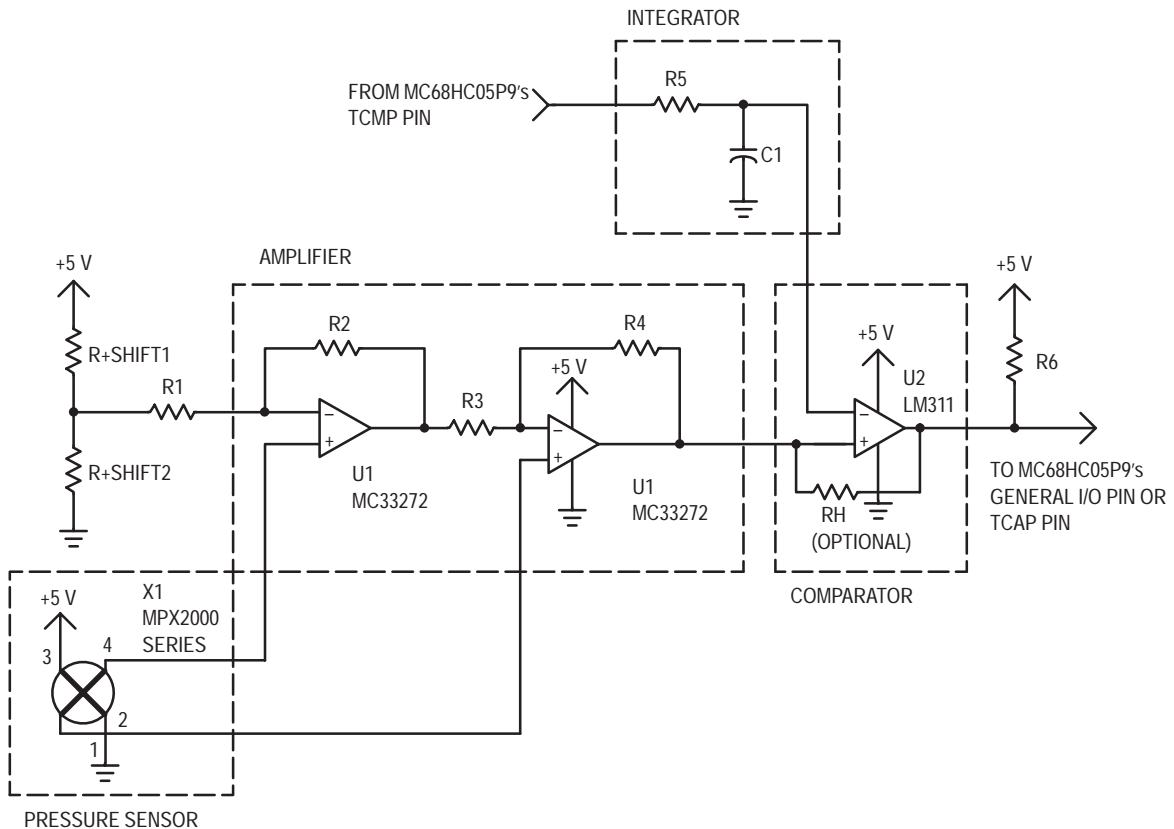 INTEGRATOR
R5
FROM MC68HC05P9's
TCMP PIN
C1
+5 V
AMPLIFIER
+5 V
R2
R4
R+SHIFT1
+5 V
+5 V
R6
R1
R3
U2
LM311
–
+
–
+
–
+
R+SHIFT2
U1
MC33272
U1
MC33272
RH
(OPTIONAL)
TO MC68HC05P9's
GENERAL I/O PIN OR
TCAP PIN
COMPARATOR
+5 V
X1
MPX2000
SERIES
3
4
2
1
PRESSURE SENSOR